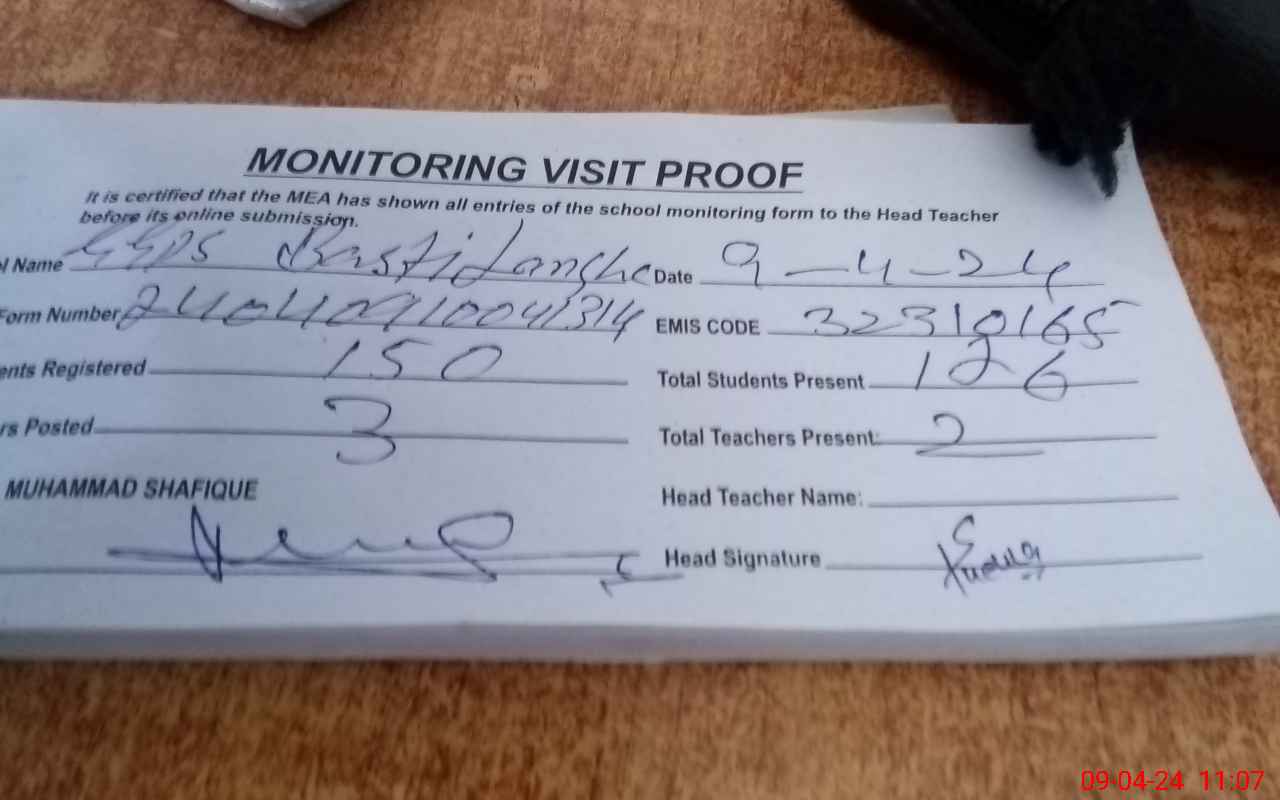 MONITORING VISIT PROOF
It is certified that the MEA has shown all entries of the school monitoring form to the Head Teacher
before its online submission.
l Name GGPS Basti Langhe Date 9-4-24
Form Number 24040910041314 EMIS CODE 32310165
ents Registered 150 Total Students Present 126
rs Posted 3 Total Teachers Present: 2
MUHAMMAD SHAFIQUE Head Teacher Name:
Head Signature
09-04-24 11:07